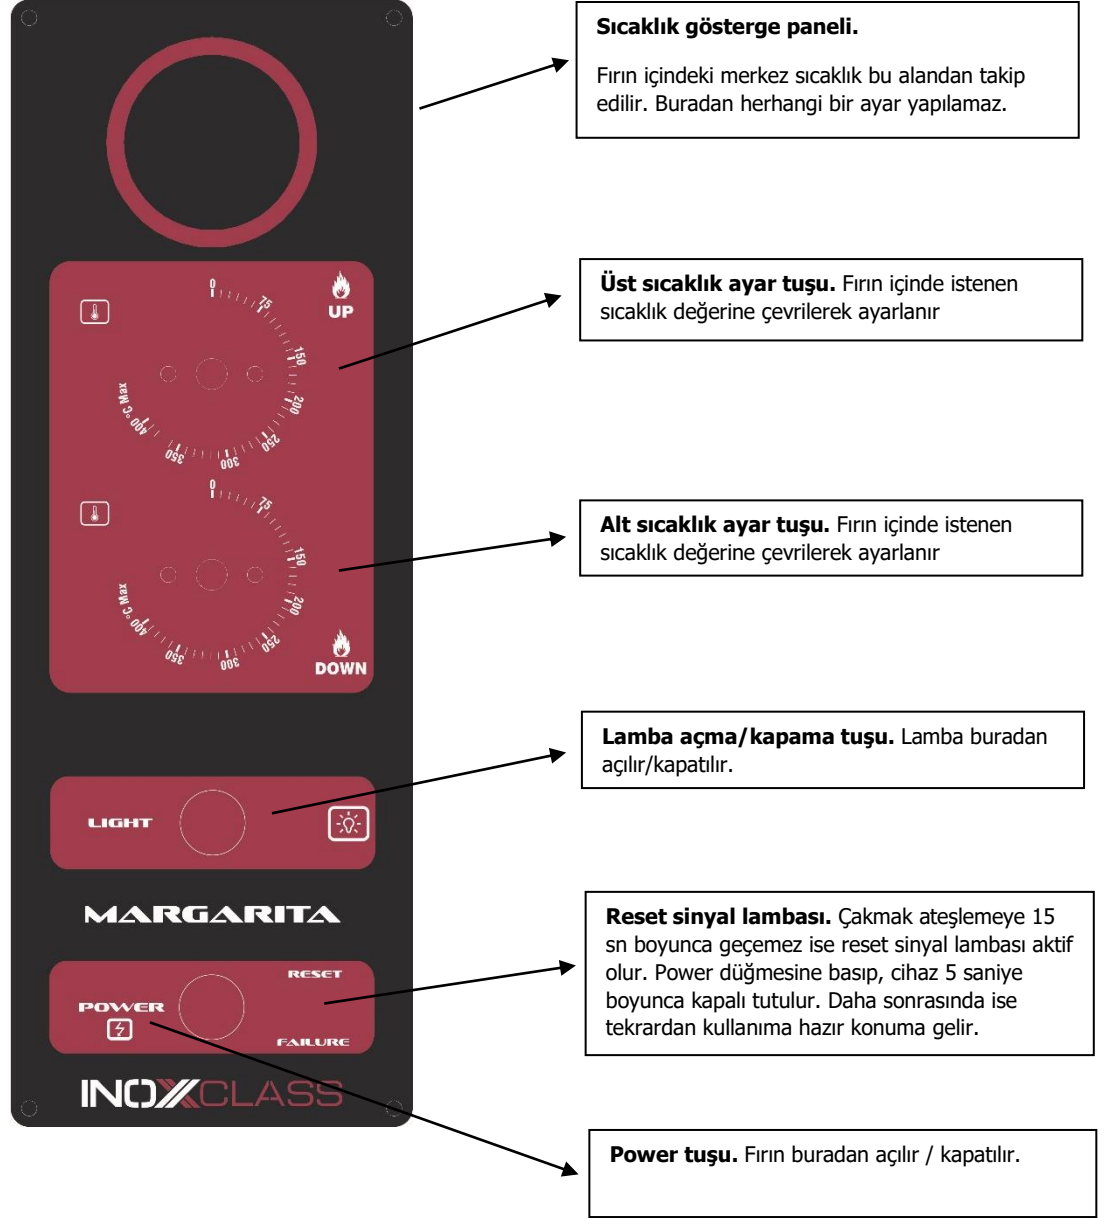 Sıcaklık gösterge paneli.
Fırın içindeki merkez sıcaklık bu alandan takip
edilir. Buradan herhangi bir ayar yapılamaz.
0
75
150
200
250
300
350
400
°C Max
UP
Üst sıcaklık ayar tuşu. Fırın içinde istenen
sıcaklık değerine çevrilerek ayarlanır
0
75
150
200
250
300
350
400
°C Max
DOWN
Alt sıcaklık ayar tuşu. Fırın içinde istenen
sıcaklık değerine çevrilerek ayarlanır
LIGHT
Lamba açma/kapama tuşu. Lamba buradan
açılır/kapatılır.
MARGARITA
RESET
POWER
FAILURE
Reset sinyal lambası. Çakmak ateşlemeye 15
sn boyunca geçemez ise reset sinyal lambası aktif
olur. Power düğmesine basıp, cihaz 5 saniye
boyunca kapalı tutulur. Daha sonrasında ise
tekrardan kullanıma hazır konuma gelir.
INOXCLASS
Power tuşu. Fırın buradan açılır / kapatılır.